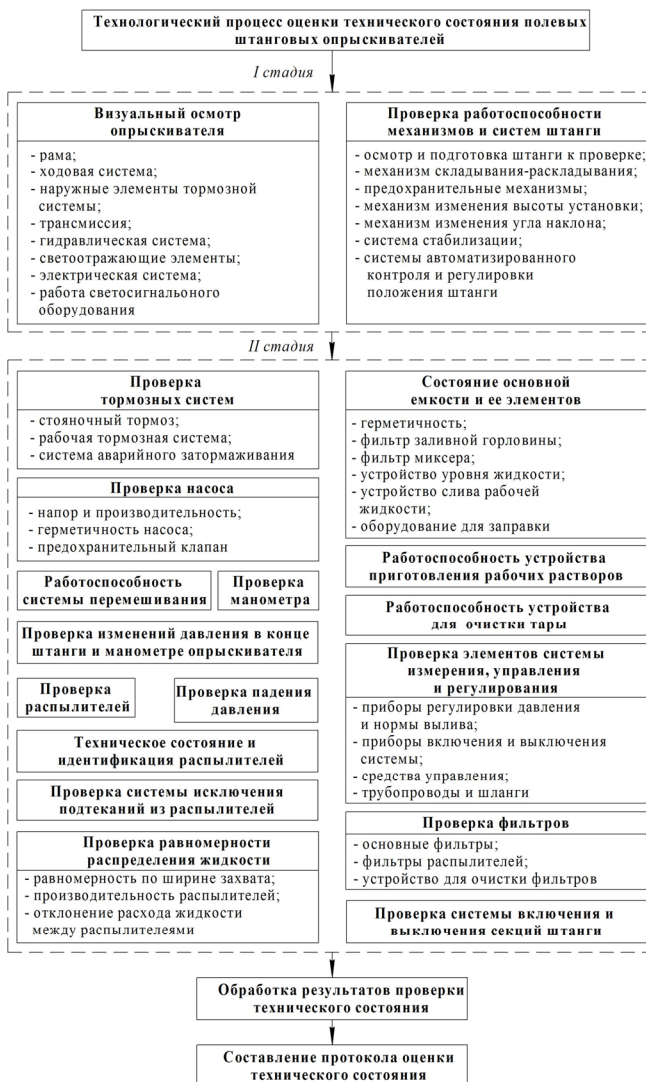 Технологический процесс оценки технического состояния полевых
штанговых опрыскивателей
I стадия
Визуальный осмотр
опрыскивателя
- рама;
- ходовая система;
- наружные элементы тормозной
системы;
- трансмиссия;
- гидравлическая система;
- светоотражающие элементы;
- электрическая система;
- работа светосигнальоного
оборудования
Проверка работоспособности
механизмов и систем штанги
- осмотр и подготовка штанги к проверке;
- механизм складывания-раскладывания;
- предохранительные механизмы;
- механизм изменения высоты установки;
- механизм изменения угла наклона;
- система стабилизации;
- системы автоматизированного
контроля и регулировки
положения штанги
II стадия
Проверка
тормозных систем
- стояночный тормоз;
- рабочая тормозная система;
- система аварийного затормаживания
Проверка насоса
- напор и производительность;
- герметичность насоса;
- предохранительный клапан
Работоспособность
системы перемешивания
Проверка
манометра
Проверка изменений давления в конце
штанги и манометре опрыскивателя
Проверка
распылителей
Проверка падения
давления
Техническое состояние и
идентификация распылителей
Проверка системы исключения
подтеканий из распылителей
Проверка равномерности
распределения жидкости
- равномерность по ширине захвата;
- производительность распылителей;
- отклонение расхода жидкости
между распылителеями
Состояние основной
емкости и ее элементов
- герметичность;
- фильтр заливной горловины;
- фильтр миксера;
- устройство уровня жидкости;
- устройство слива рабочей
жидкости;
- оборудование для заправки
Работоспособность устройства
приготовления рабочих растворов
Работоспособность устройства
для очистки тары
Проверка элементов системы
измерения, управления
и регулирования
- приборы регулировки давления
и нормы вылива;
- приборы включения и выключения
системы;
- средства управления;
- трубопроводы и шланги
Проверка фильтров
- основные фильтры;
- фильтры распылителей;
- устройство для очистки фильтров
Проверка системы включения и
выключения секций штанги
Обработка результатов проверки
технического состояния
Составление протокола оценки
технического состояния